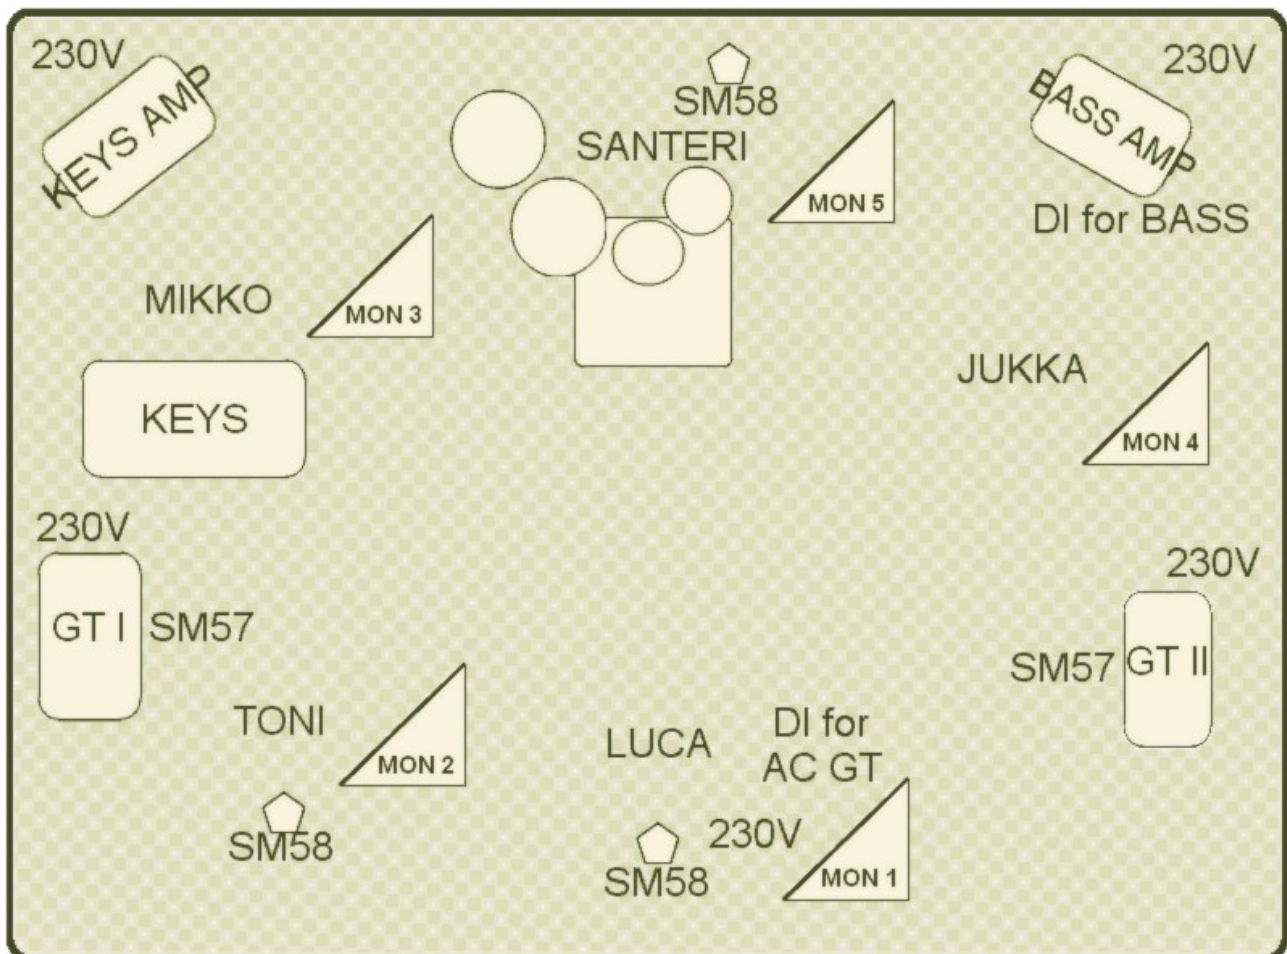 230V
KEYS AMP
SM58
SANTERI
MON 5
230V
BASS AMP
DI for BASS
MIKKO
MON 3
KEYS
JUKKA
MON 4
230V
GT I
SM57
230V
SM57
GT II
TONI
MON 2
SM58
LUCA
DI for
AC GT
230V
SM58
MON 1